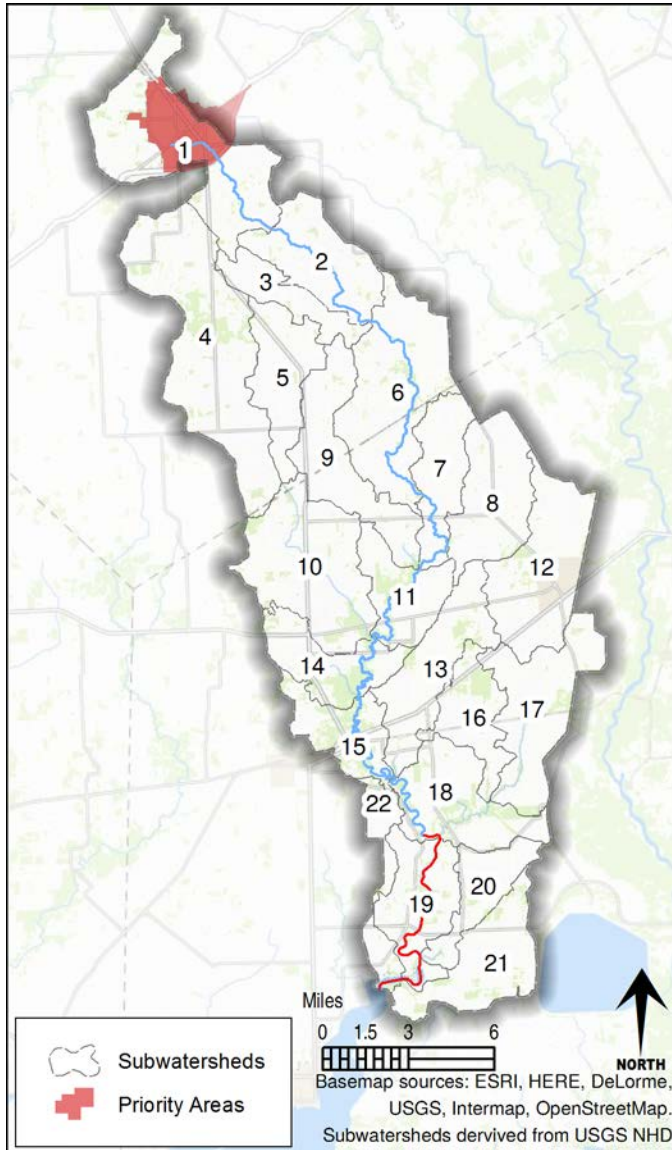 1
2
3
4
5
6
7
8
9
10
11
12
13
14
15
16
17
18
22
19
20
21
Miles
0 1.5 3 6
NORTH
Subwatersheds
Priority Areas
Basemap sources: ESRI, HERE, DeLorme,
USGS, Intermap, OpenStreetMap.
Subwatersheds dervived from USGS NHD